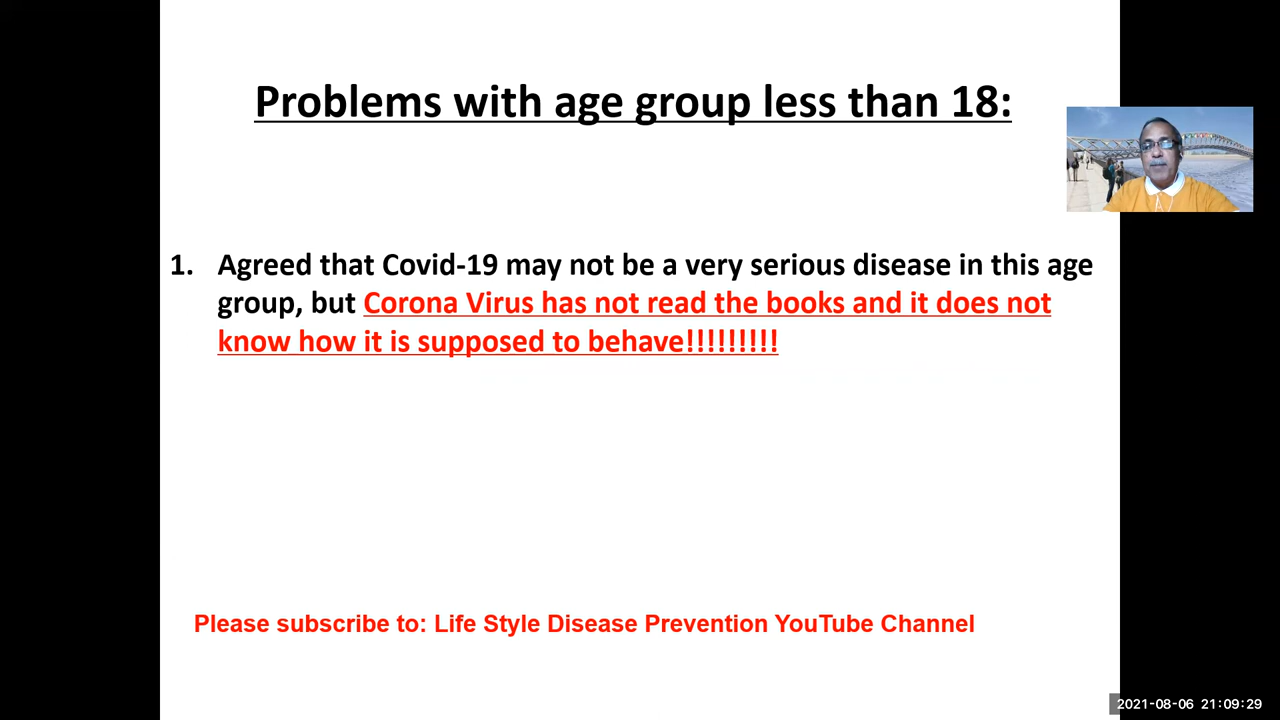 Problems with age group less than 18:
1. Agreed that Covid-19 may not be a very serious disease in this age
group, but Corona Virus has not read the books and it does not
know how it is supposed to behave!!!!!!!!!
Please subscribe to: Life Style Disease Prevention YouTube Channel
2021-08-06 21:09:29